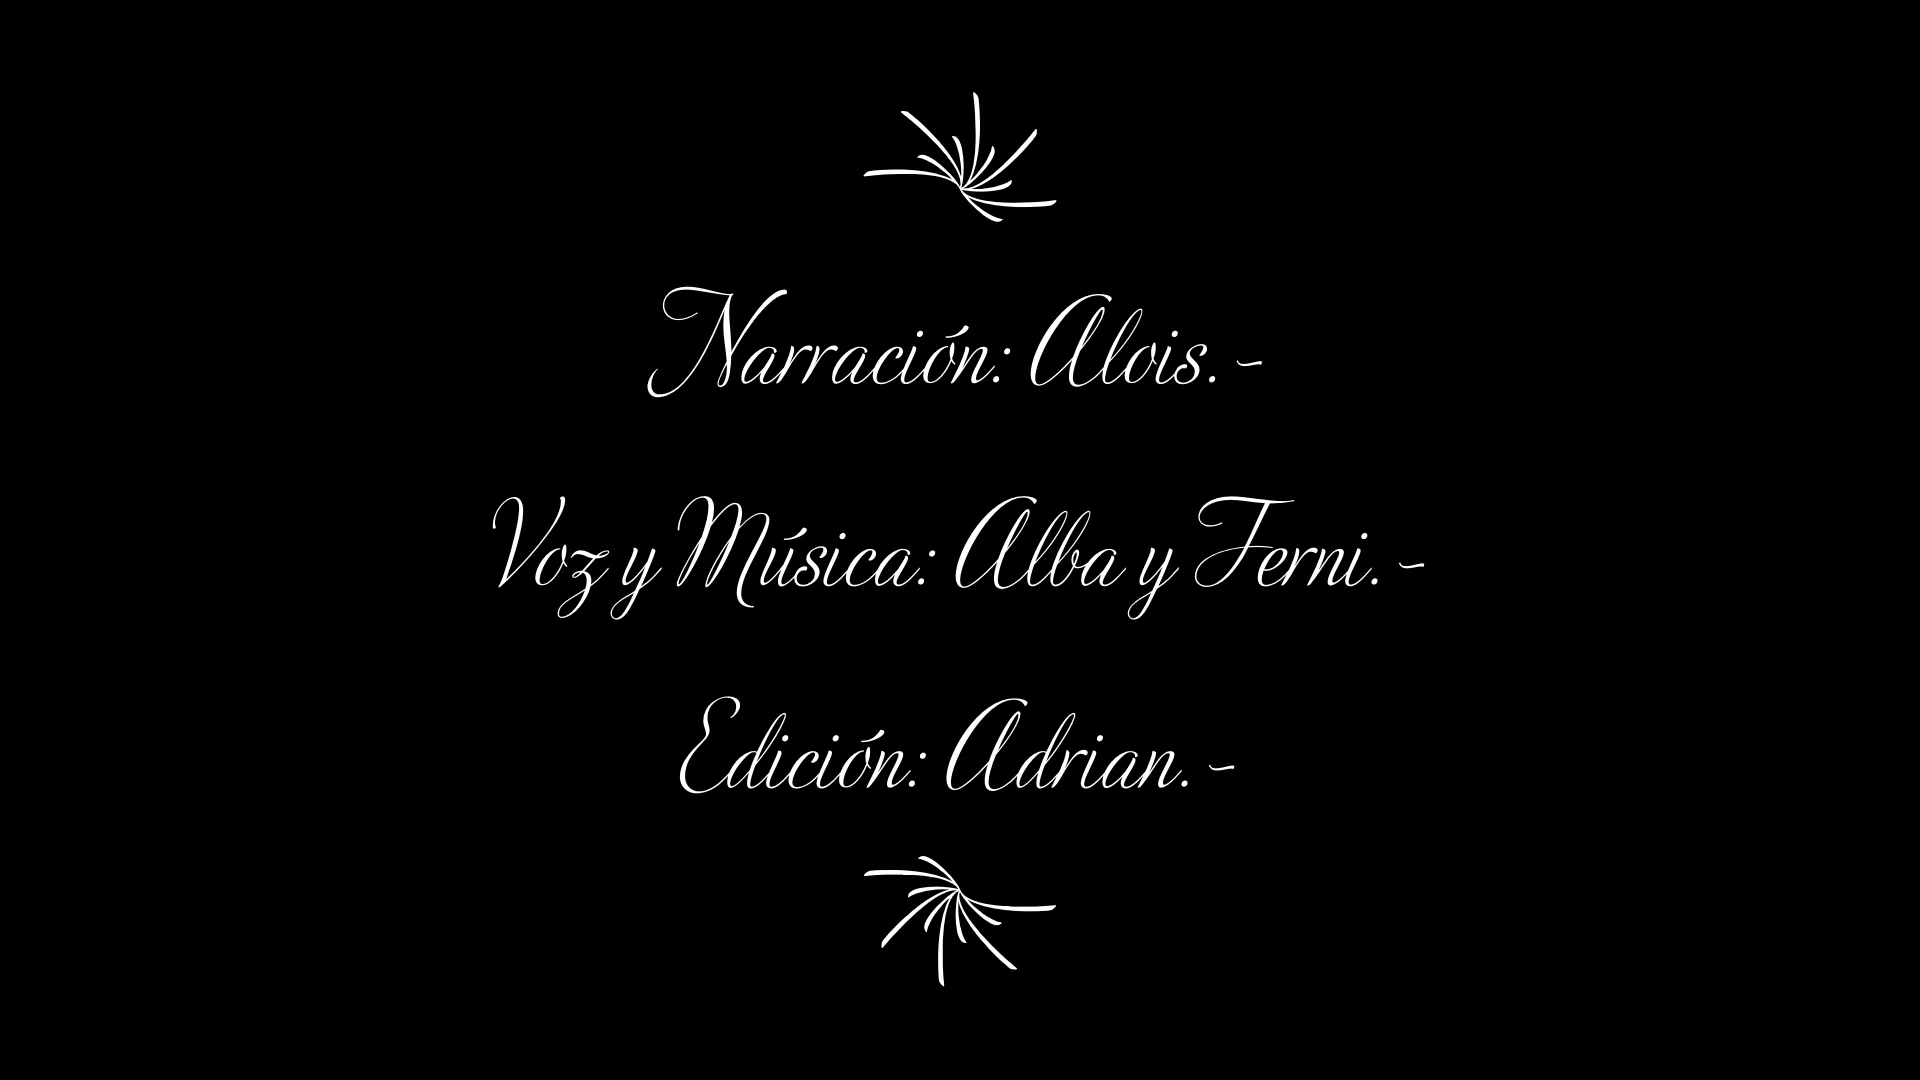 Narración: Alois.-
Voz y Música: Alba y Ferni.-
Edición: Adrian.-